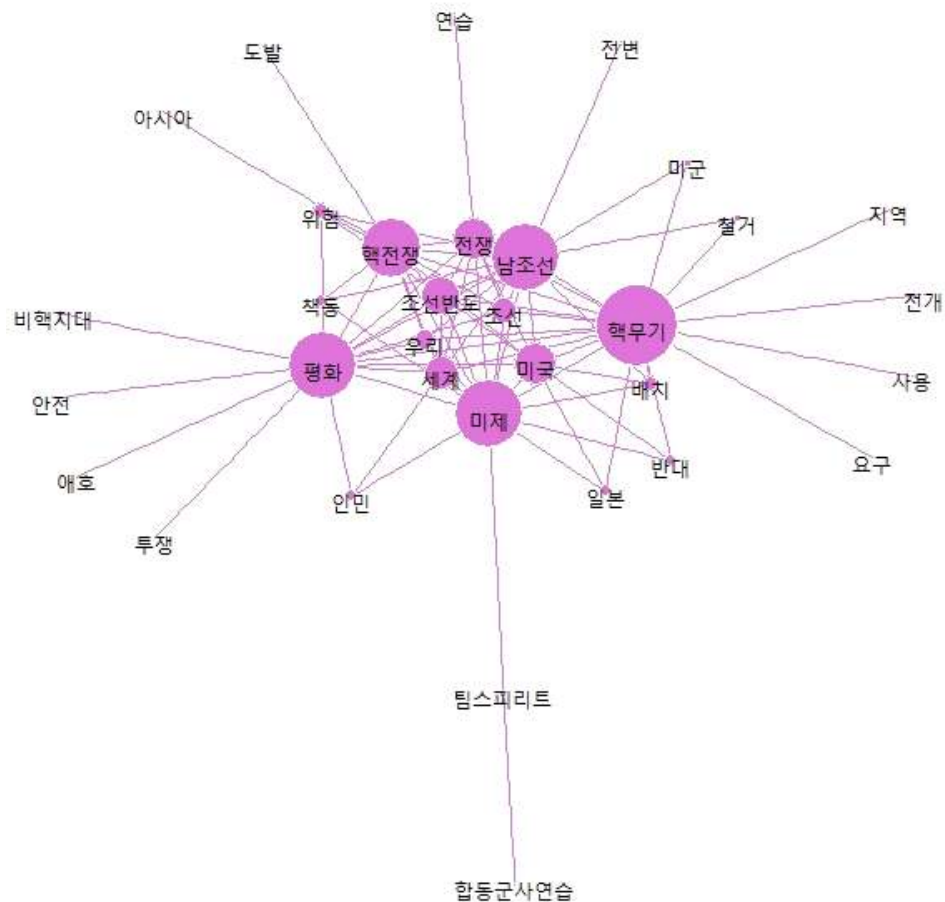 연습
도발
전변
아시아
미군
위험
철거
지역
핵전쟁
전쟁
남조선
책동
조선반도
조선
전개
비핵지대
우리
핵무기
평화
세계
미국
배치
사용
안전
미제
반대
요구
애호
인민
일본
투쟁
팀스피리트
합동군사연습